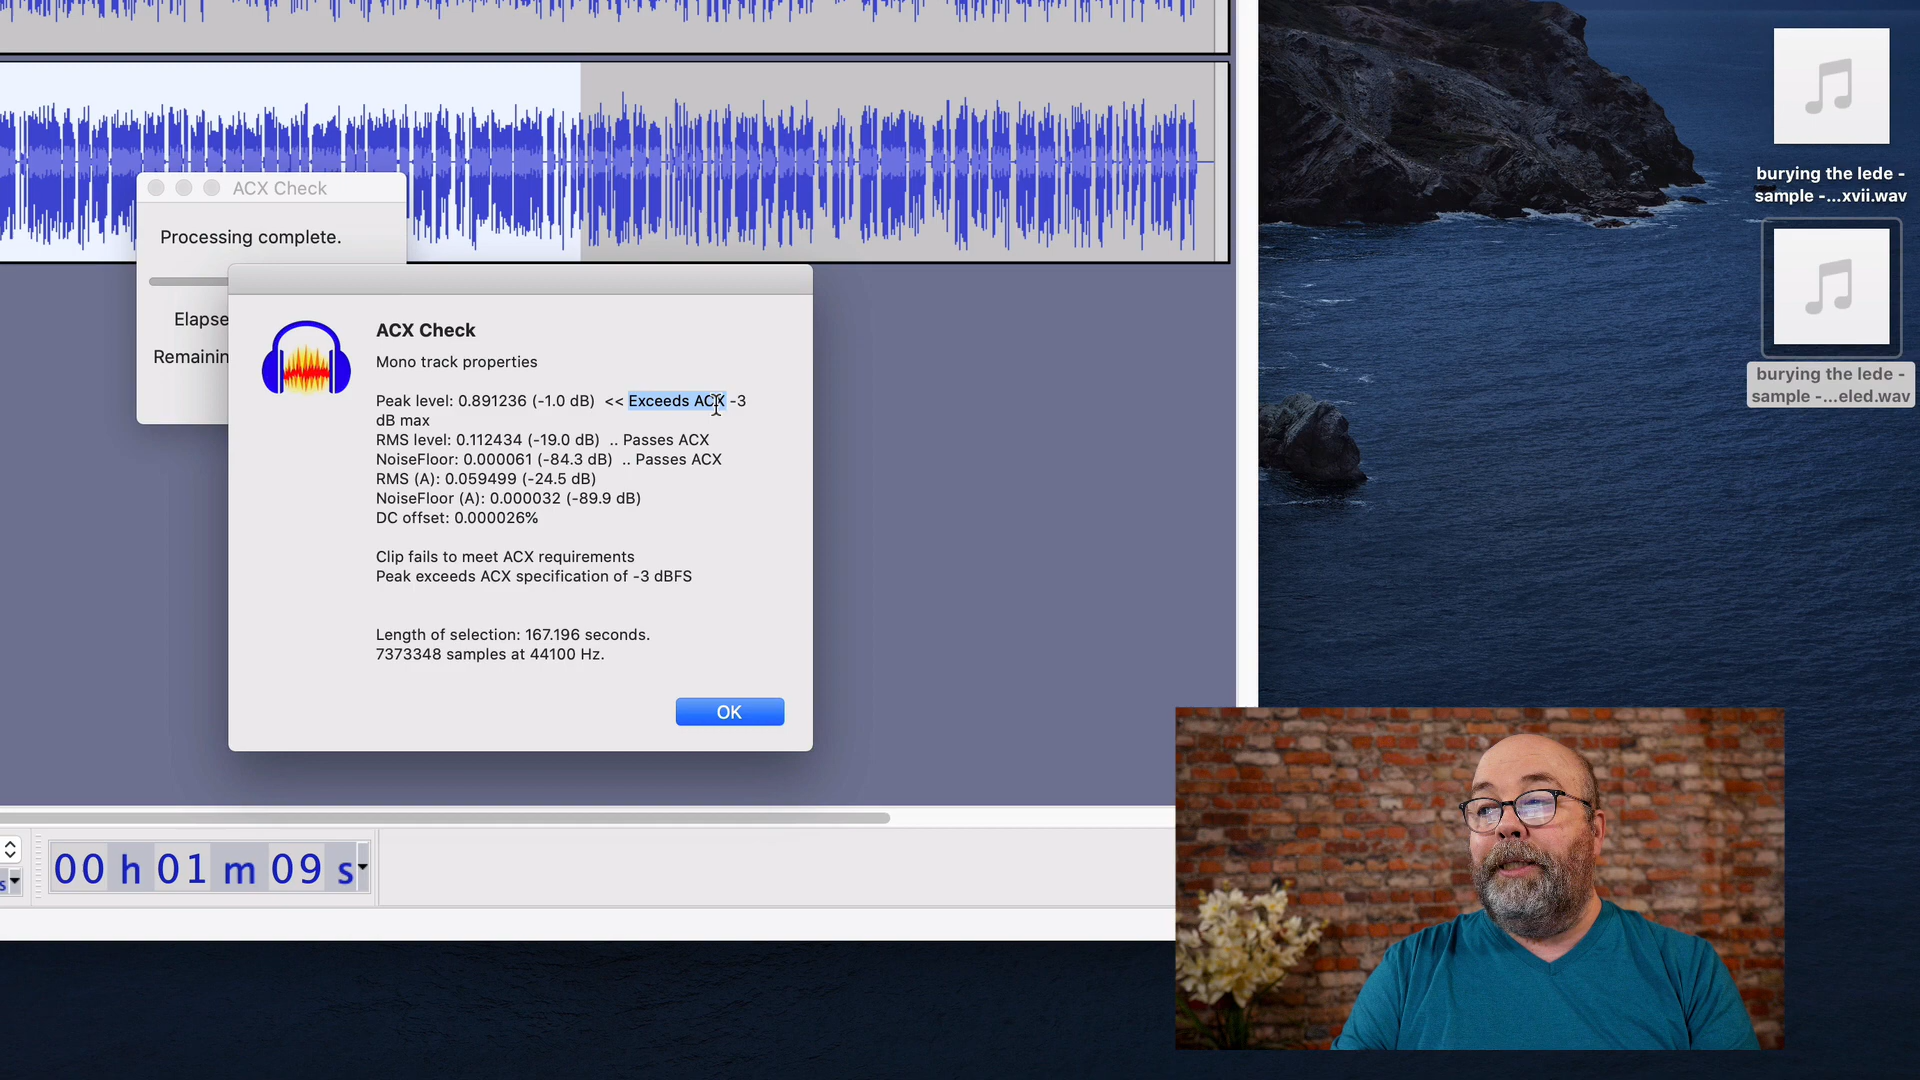 ACX Check
Processing complete.
Elapse
Remainin
ACX Check
Mono track properties
Peak level: 0.891236 (-1.0 dB)  << Exceeds ACX -3
dB max
RMS level: 0.112434 (-19.0 dB)  .. Passes ACX
NoiseFloor: 0.000061 (-84.3 dB)  .. Passes ACX
RMS (A): 0.059499 (-24.5 dB)
NoiseFloor (A): 0.000032 (-89.9 dB)
DC offset: 0.000026%
Clip fails to meet ACX requirements
Peak exceeds ACX specification of -3 dBFS
Length of selection: 167.196 seconds.
7373348 samples at 44100 Hz.
OK
burying the lede -
sample -...xvii.wav
burying the lede -
sample -...eled.wav
s
00 h 01 m 09 s